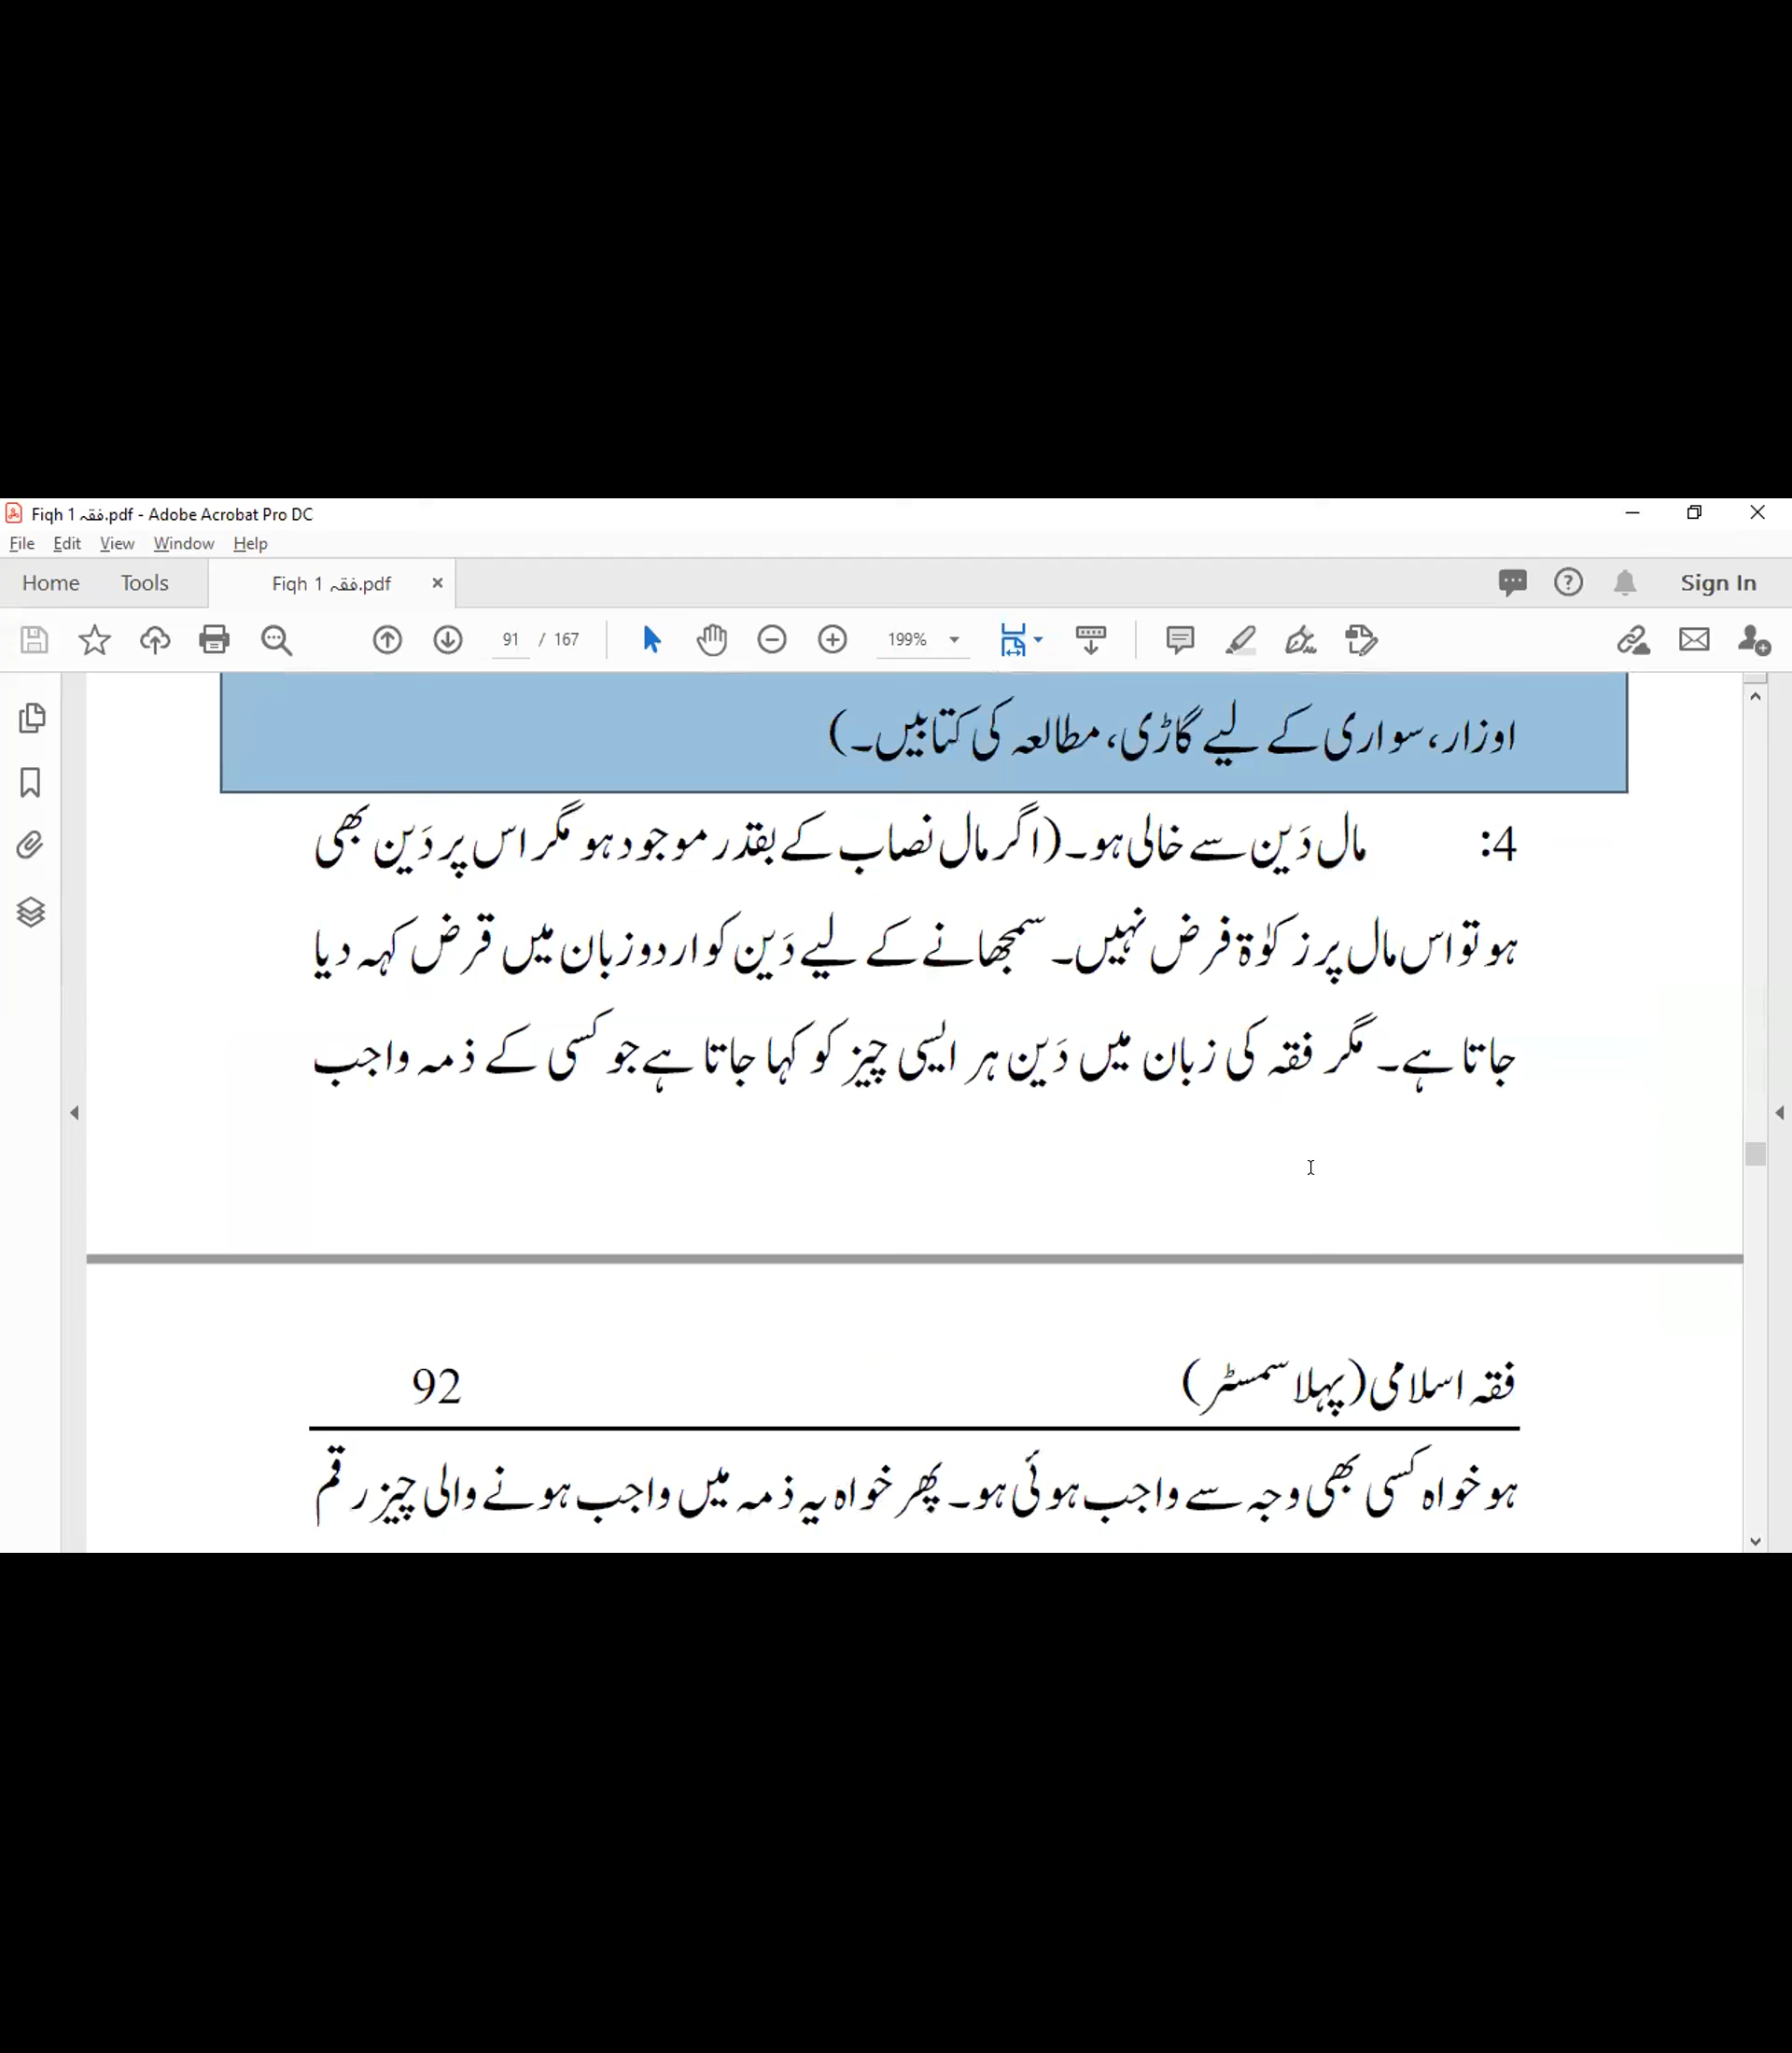 Fiqh 1 فقہ.pdf - Adobe Acrobat Pro DC
File Edit View Window Help
Home Tools Fiqh 1 فقہ.pdf × Sign In
91 / 167 199%
اوزار، سواری کے لیے گاڑی، مطالعہ کی کتابیں۔)
4: مال دَین سے خالی ہو۔ (اگر مال نصاب کے بقدر موجود ہو مگر اس پر دَین بھی
ہو تو اس مال پر زکوٰۃ فرض نہیں۔ سمجھانے کے لیے دَین کو اردو زبان میں قرض کہہ دیا
جاتا ہے۔ مگر فقہ کی زبان میں دَین ہر ایسی چیز کو کہا جاتا ہے جو کسی کے ذمہ واجب
فقہ اسلامی (پہلا سمسٹر) 92
ہو خواہ کسی بھی وجہ سے واجب ہوئی ہو۔ پھر خواہ یہ ذمہ میں واجب ہونے والی چیز رقم